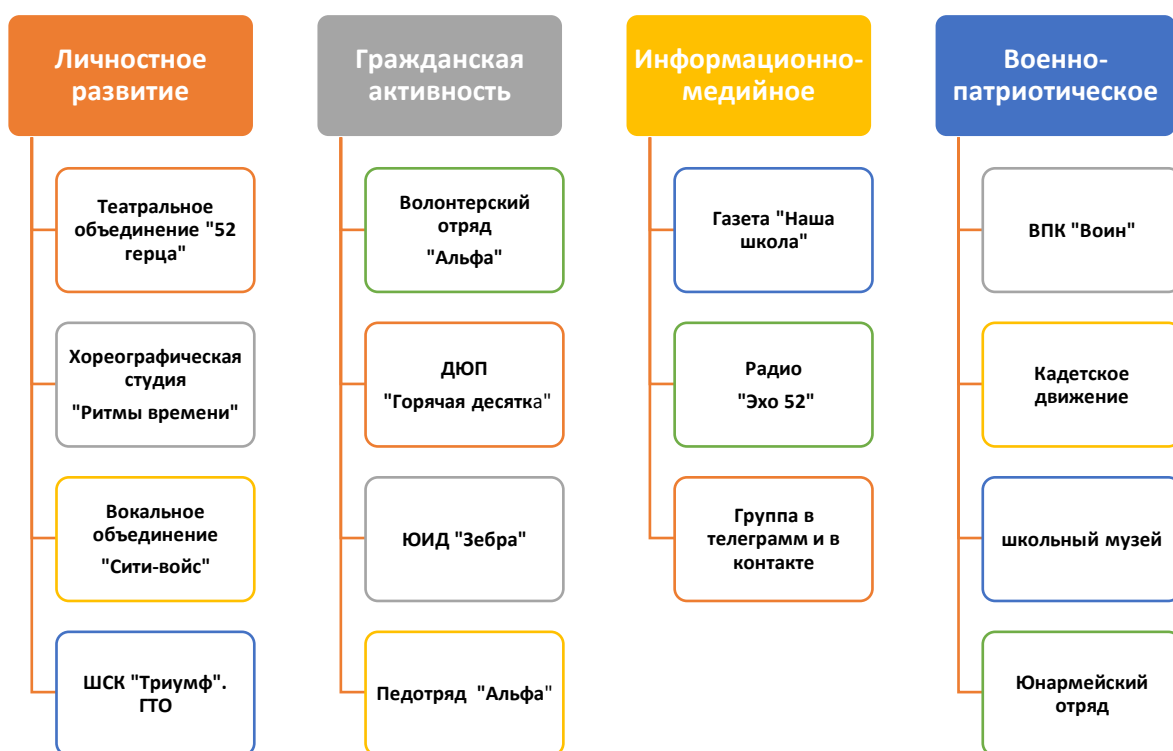 Личностное
развитие
Театральное
объединение "52
герца"
Хореографическая
студия
"Ритмы времени"
Вокальное
объединение
"Сити-войс"
ШСК "Триумф".
ГТО
Гражданская
активность
Волонтерский
отряд
"Альфа"
ДЮП
"Горячая десятка"
ЮИД "Зебра"
Педотряд "Альфа"
Информационно-
медийное
Газета "Наша
школа"
Радио
"Эхо 52"
Группа в
телеграмм и в
контакте
Военно-
патриотическое
ВПК "Воин"
Кадетское
движение
школьный музей
Юнармейский
отряд